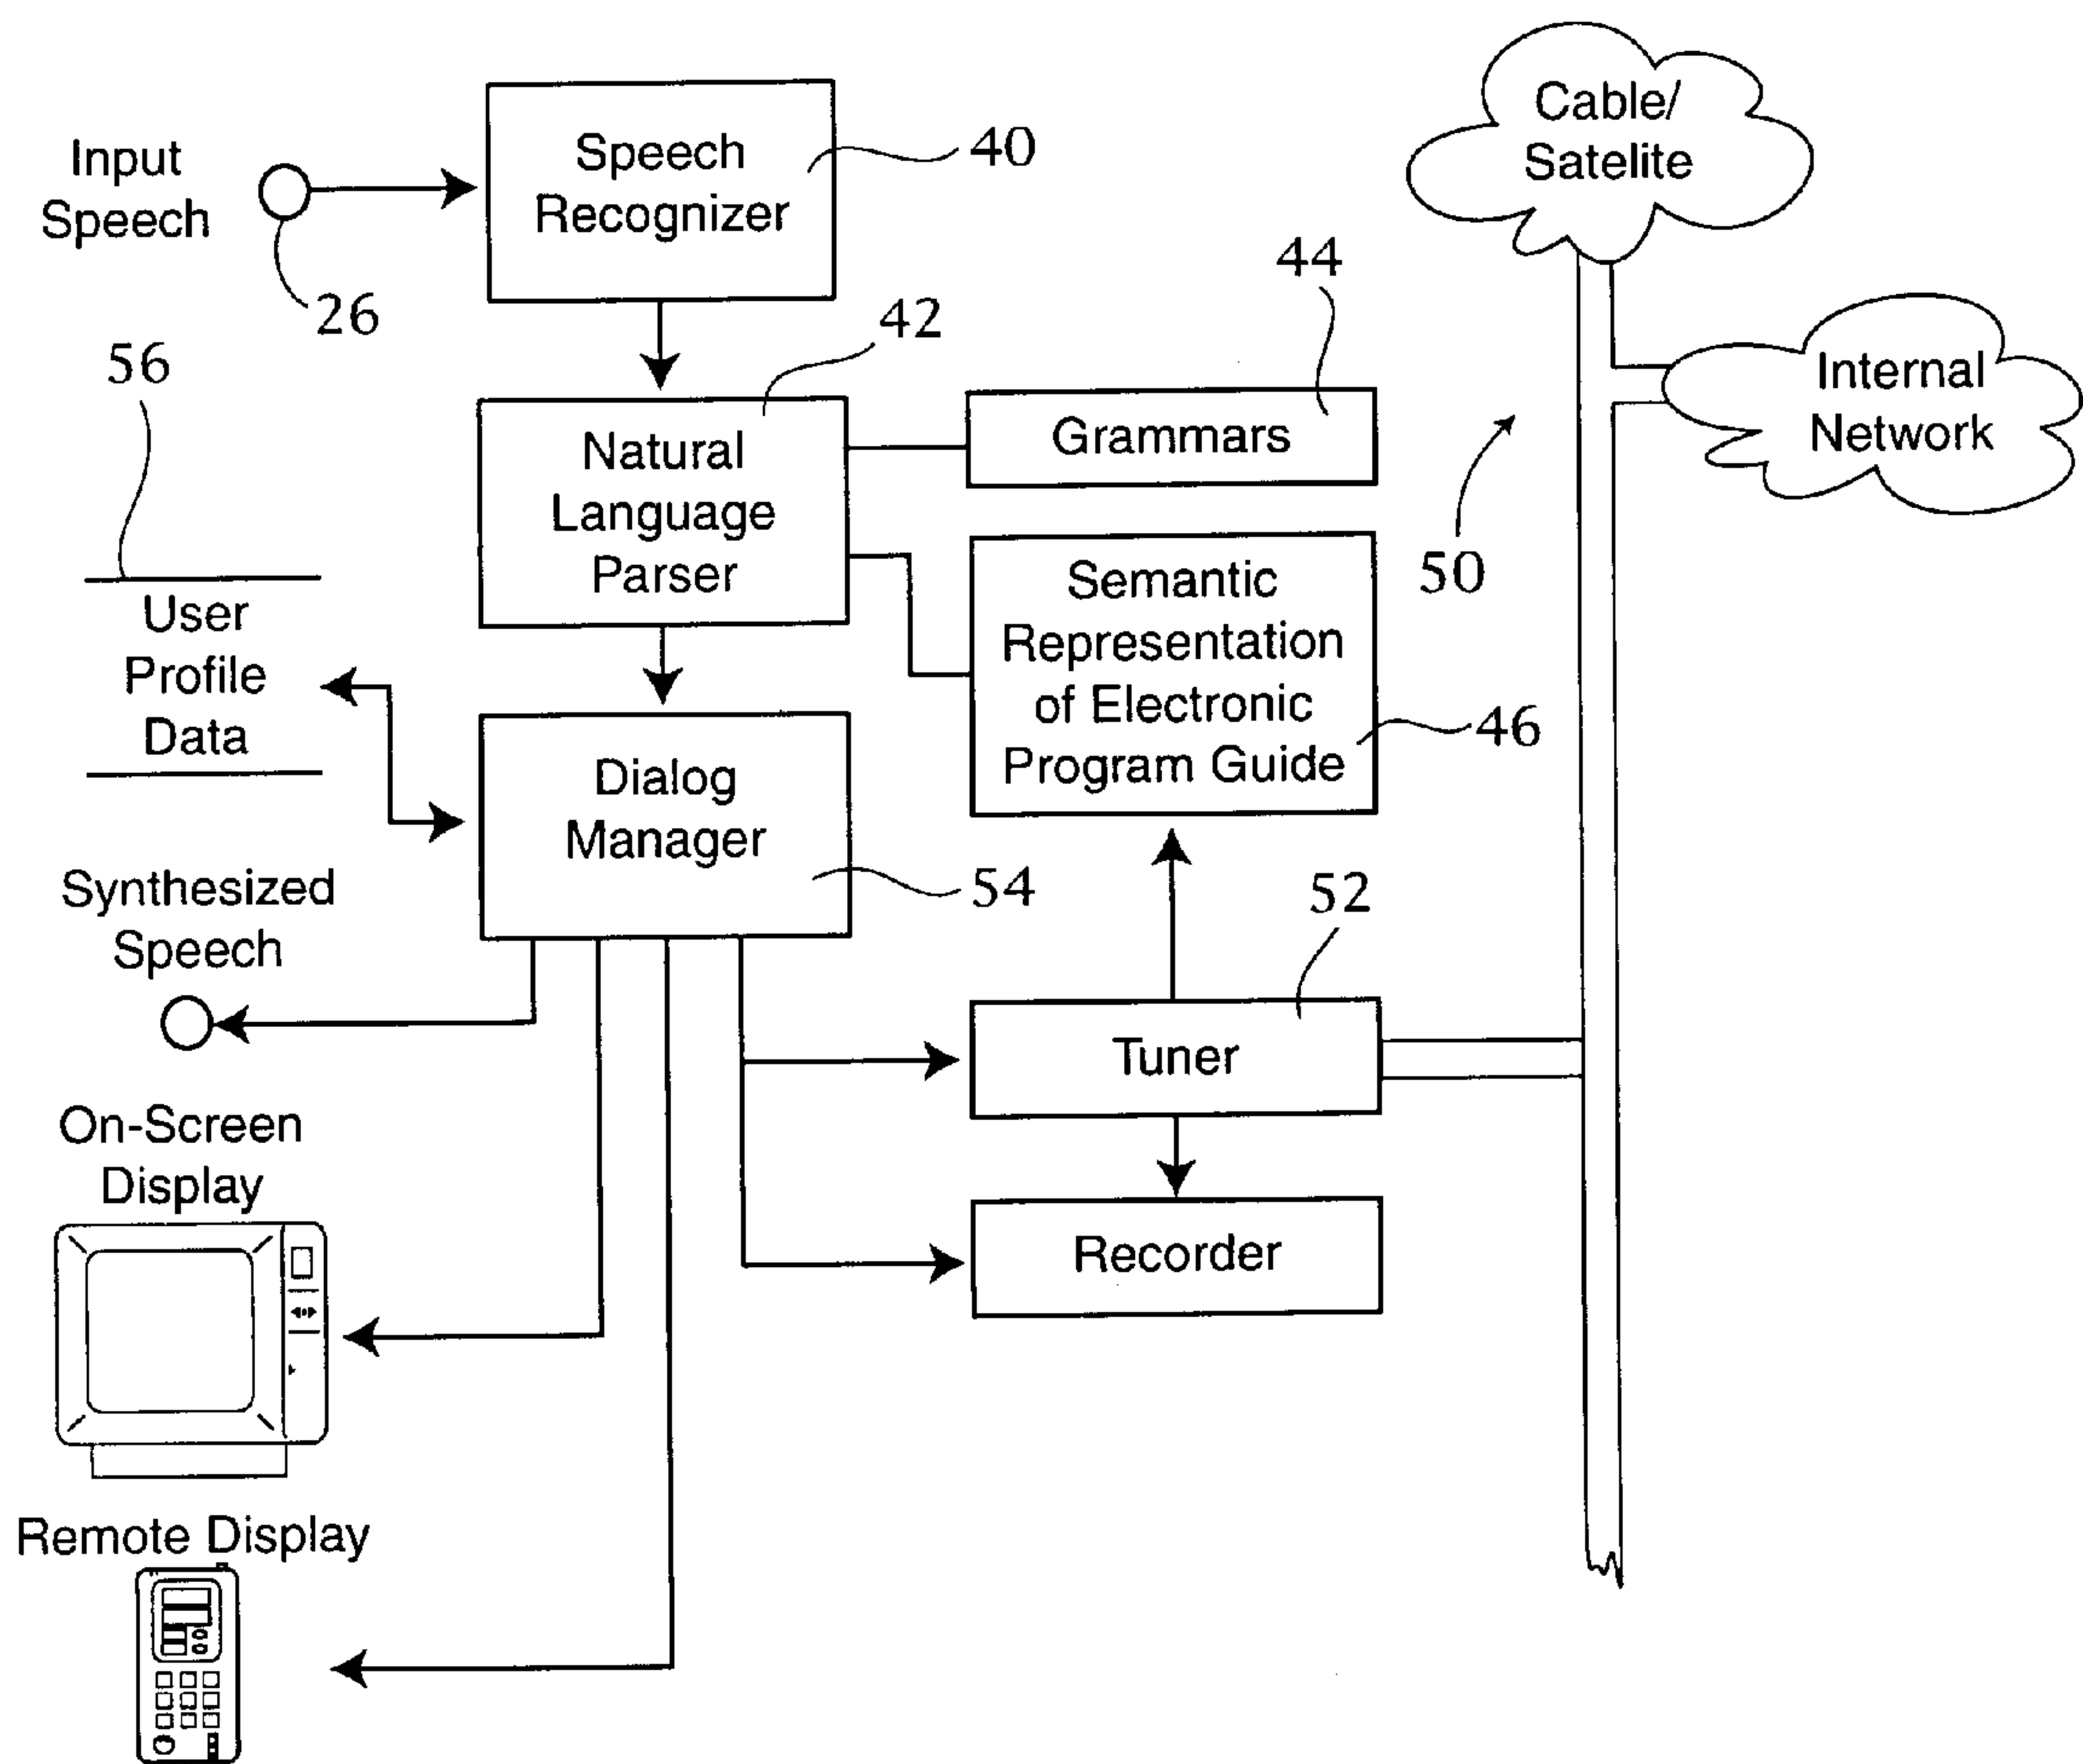 Input
Speech
26
Speech
Recognizer
40
Cable/
Satelite
Internal
Network
50
56
User
Profile
Data
42
Natural
Language
Parser
44
Grammars
Semantic
Representation
of Electronic
Program Guide
46
Dialog
Manager
54
Synthesized
Speech
52
Tuner
Recorder
On-Screen
Display
Remote Display